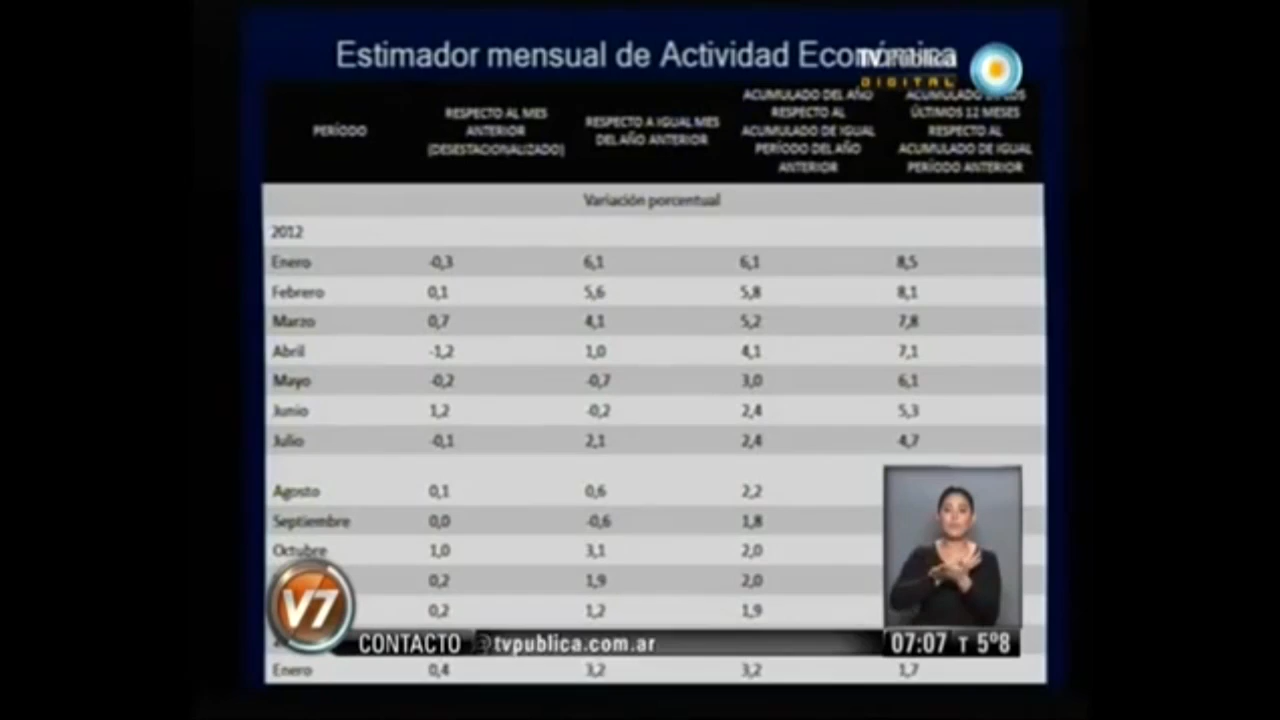 Estimador mensual de Actividad Económica
TV Pública
DIGITAL
PERÍODO
RESPECTO AL MES
ANTERIOR
(DESESTACIONALIZADO)
RESPECTO A IGUAL MES
DEL AÑO ANTERIOR
ACUMULADO DEL AÑO
RESPECTO AL
ACUMULADO DE IGUAL
PERÍODO DEL AÑO
ANTERIOR
ACUMULADO
ÚLTIMOS 12 MESES
RESPECTO AL
ACUMULADO DE IGUAL
PERÍODO ANTERIOR
Variación porcentual
2012
Enero -0,3 6,1 6,1 8,5
Febrero 0,1 5,6 5,8 8,1
Marzo 0,7 4,1 5,2 7,8
Abril -1,2 1,0 4,1 7,1
Mayo -0,2 -0,7 3,0 6,1
Junio 1,2 -0,2 2,4 5,3
Julio -0,1 2,1 2,4 4,7
Agosto 0,1 0,6 2,2
Septiembre 0,0 -0,6 1,8
Octubre 1,0 3,1 2,0
0,2 1,9 2,0
0,2 1,2 1,9
V7
CONTACTO @tvpublica.com.ar
07:07 T 5º8
Enero 0,4 3,2 3,2 1,7